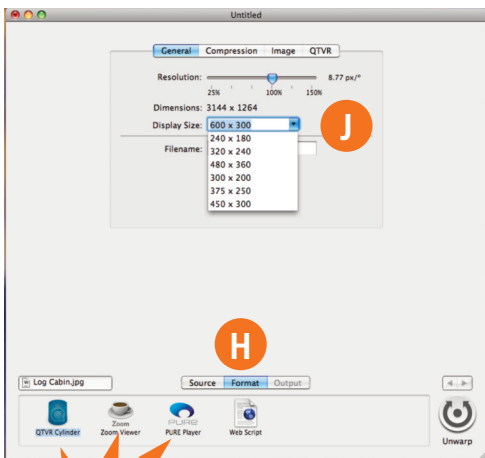 Untitled
General Compression Image QTVR
Resolution: 8.77 px/°
25% 100% 150%
Dimensions: 3144 x 1264
Display Size: 600 x 300
J
240 x 180
Filename:
320 x 240
480 x 360
300 x 200
375 x 250
450 x 300
H
Log Cabin.jpg Source Format Output
Zoom PURE
QTVR Cylinder Zoom Viewer PURE Player Web Script
Unwarp